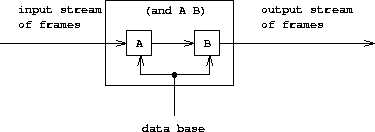 input stream
of frames
(and A B)
output stream
of frames
A
B
data base